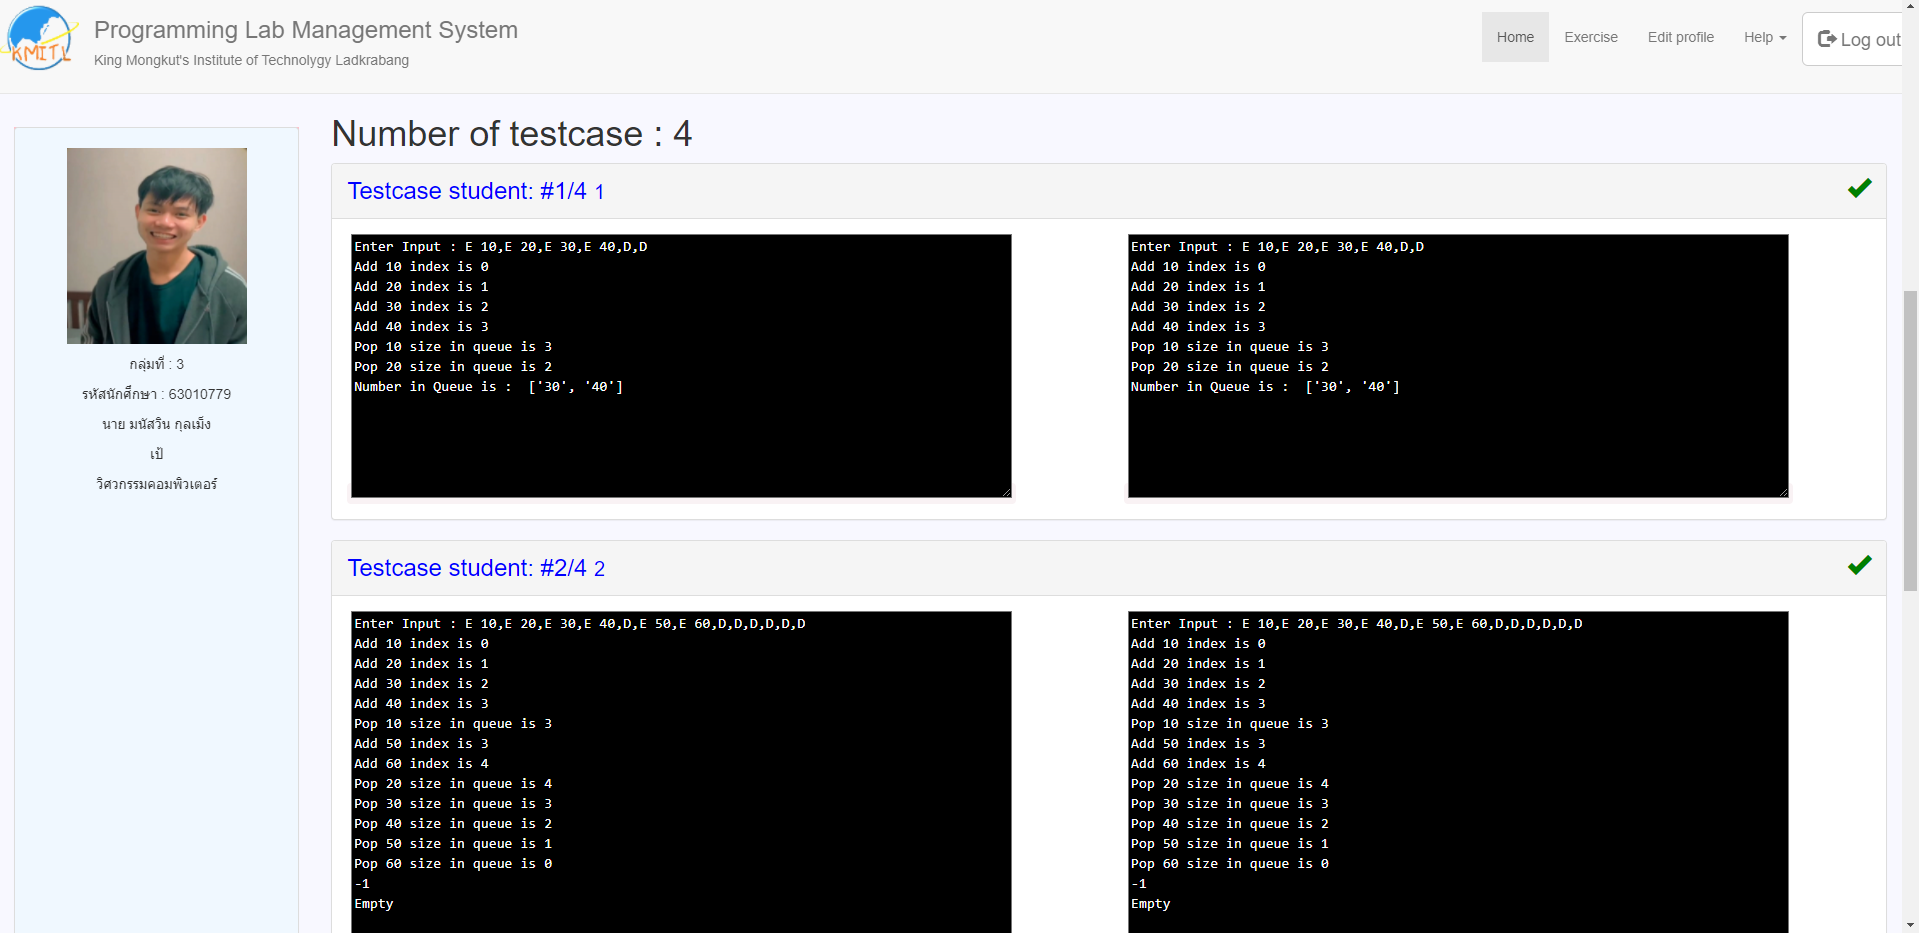 KMITL
Programming Lab Management System
King Mongkut's Institute of Technolygy Ladkrabang
Home
Exercise
Edit profile
Help
Log out
กลุ่มที่ : 3
รหัสนักศึกษา : 63010779
นาย มนัสวิน กุลเม็ง
เป้
วิศวกรรมคอมพิวเตอร์
Number of testcase : 4
Testcase student: #1/4 1
Enter Input : E 10,E 20,E 30,E 40,D,D
Add 10 index is 0
Add 20 index is 1
Add 30 index is 2
Add 40 index is 3
Pop 10 size in queue is 3
Pop 20 size in queue is 2
Number in Queue is :  ['30', '40']
Enter Input : E 10,E 20,E 30,E 40,D,D
Add 10 index is 0
Add 20 index is 1
Add 30 index is 2
Add 40 index is 3
Pop 10 size in queue is 3
Pop 20 size in queue is 2
Number in Queue is :  ['30', '40']
Testcase student: #2/4 2
Enter Input : E 10,E 20,E 30,E 40,D,E 50,E 60,D,D,D,D,D,D
Add 10 index is 0
Add 20 index is 1
Add 30 index is 2
Add 40 index is 3
Pop 10 size in queue is 3
Add 50 index is 3
Add 60 index is 4
Pop 20 size in queue is 4
Pop 30 size in queue is 3
Pop 40 size in queue is 2
Pop 50 size in queue is 1
Pop 60 size in queue is 0
-1
Empty
Enter Input : E 10,E 20,E 30,E 40,D,E 50,E 60,D,D,D,D,D,D
Add 10 index is 0
Add 20 index is 1
Add 30 index is 2
Add 40 index is 3
Pop 10 size in queue is 3
Add 50 index is 3
Add 60 index is 4
Pop 20 size in queue is 4
Pop 30 size in queue is 3
Pop 40 size in queue is 2
Pop 50 size in queue is 1
Pop 60 size in queue is 0
-1
Empty